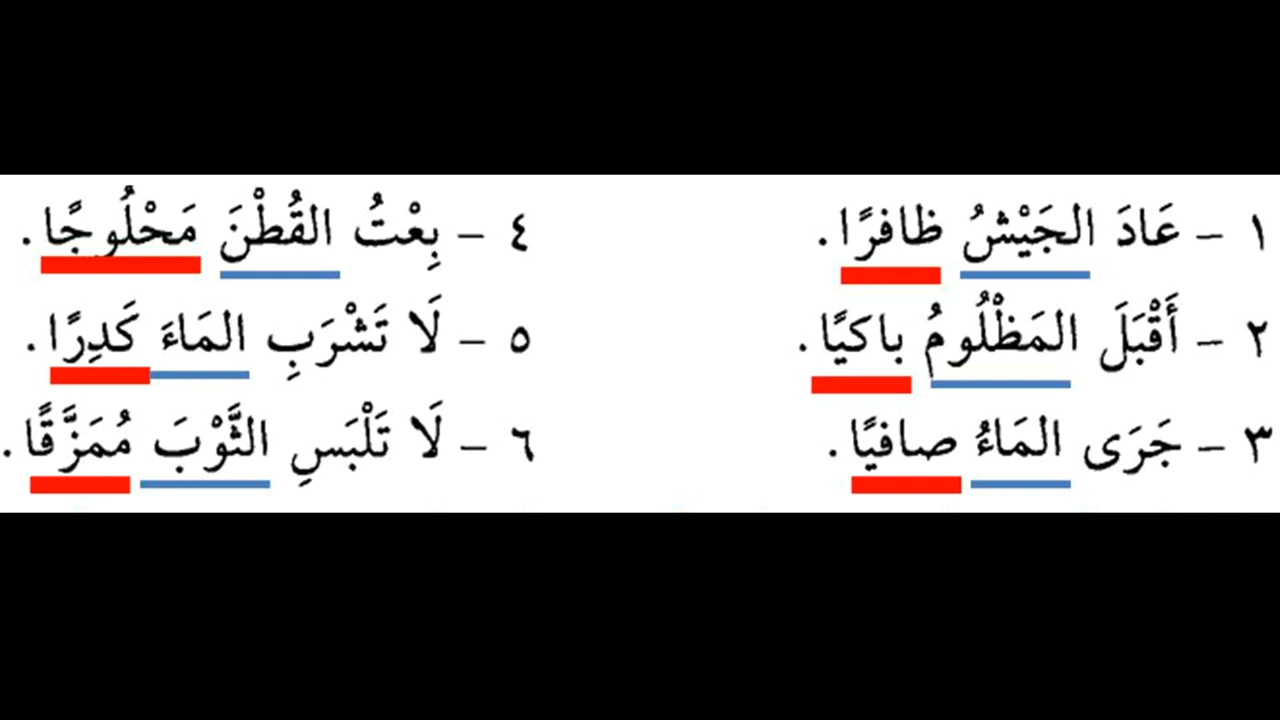 ١ - عَادَ الجَيْشُ ظافرًا.
٢ - أَقْبَلَ المَظْلُومُ باكيًا.
٣ - جَرَى المَاءُ صافيًا.
٤ - بِعْتُ القُطْنَ مَحْلُوجًا.
٥ - لَا تَشْرَبِ المَاءَ كَدِرًا.
٦ - لَا تَلْبَسِ الثَّوْبَ مُمَزَّقًا.